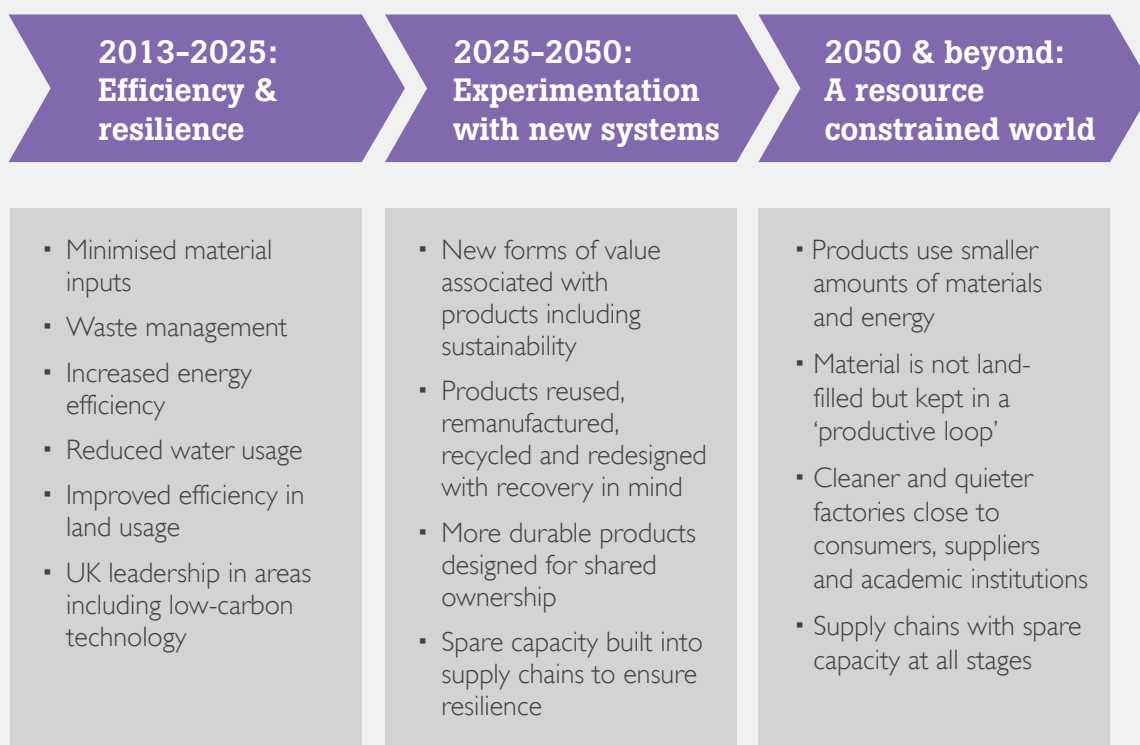 2013-2025:
Efficiency &
resilience
▪ Minimised material
inputs
▪ Waste management
▪ Increased energy
efficiency
▪ Reduced water usage
▪ Improved efficiency in
land usage
▪ UK leadership in areas
including low-carbon
technology
2025-2050:
Experimentation
with new systems
▪ New forms of value
associated with
products including
sustainability
▪ Products reused,
remanufactured,
recycled and redesigned
with recovery in mind
▪ More durable products
designed for shared
ownership
▪ Spare capacity built into
supply chains to ensure
resilience
2050 & beyond:
A resource
constrained world
▪ Products use smaller
amounts of materials
and energy
▪ Material is not land-
filled but kept in a
‘productive loop’
▪ Cleaner and quieter
factories close to
consumers, suppliers
and academic institutions
▪ Supply chains with spare
capacity at all stages